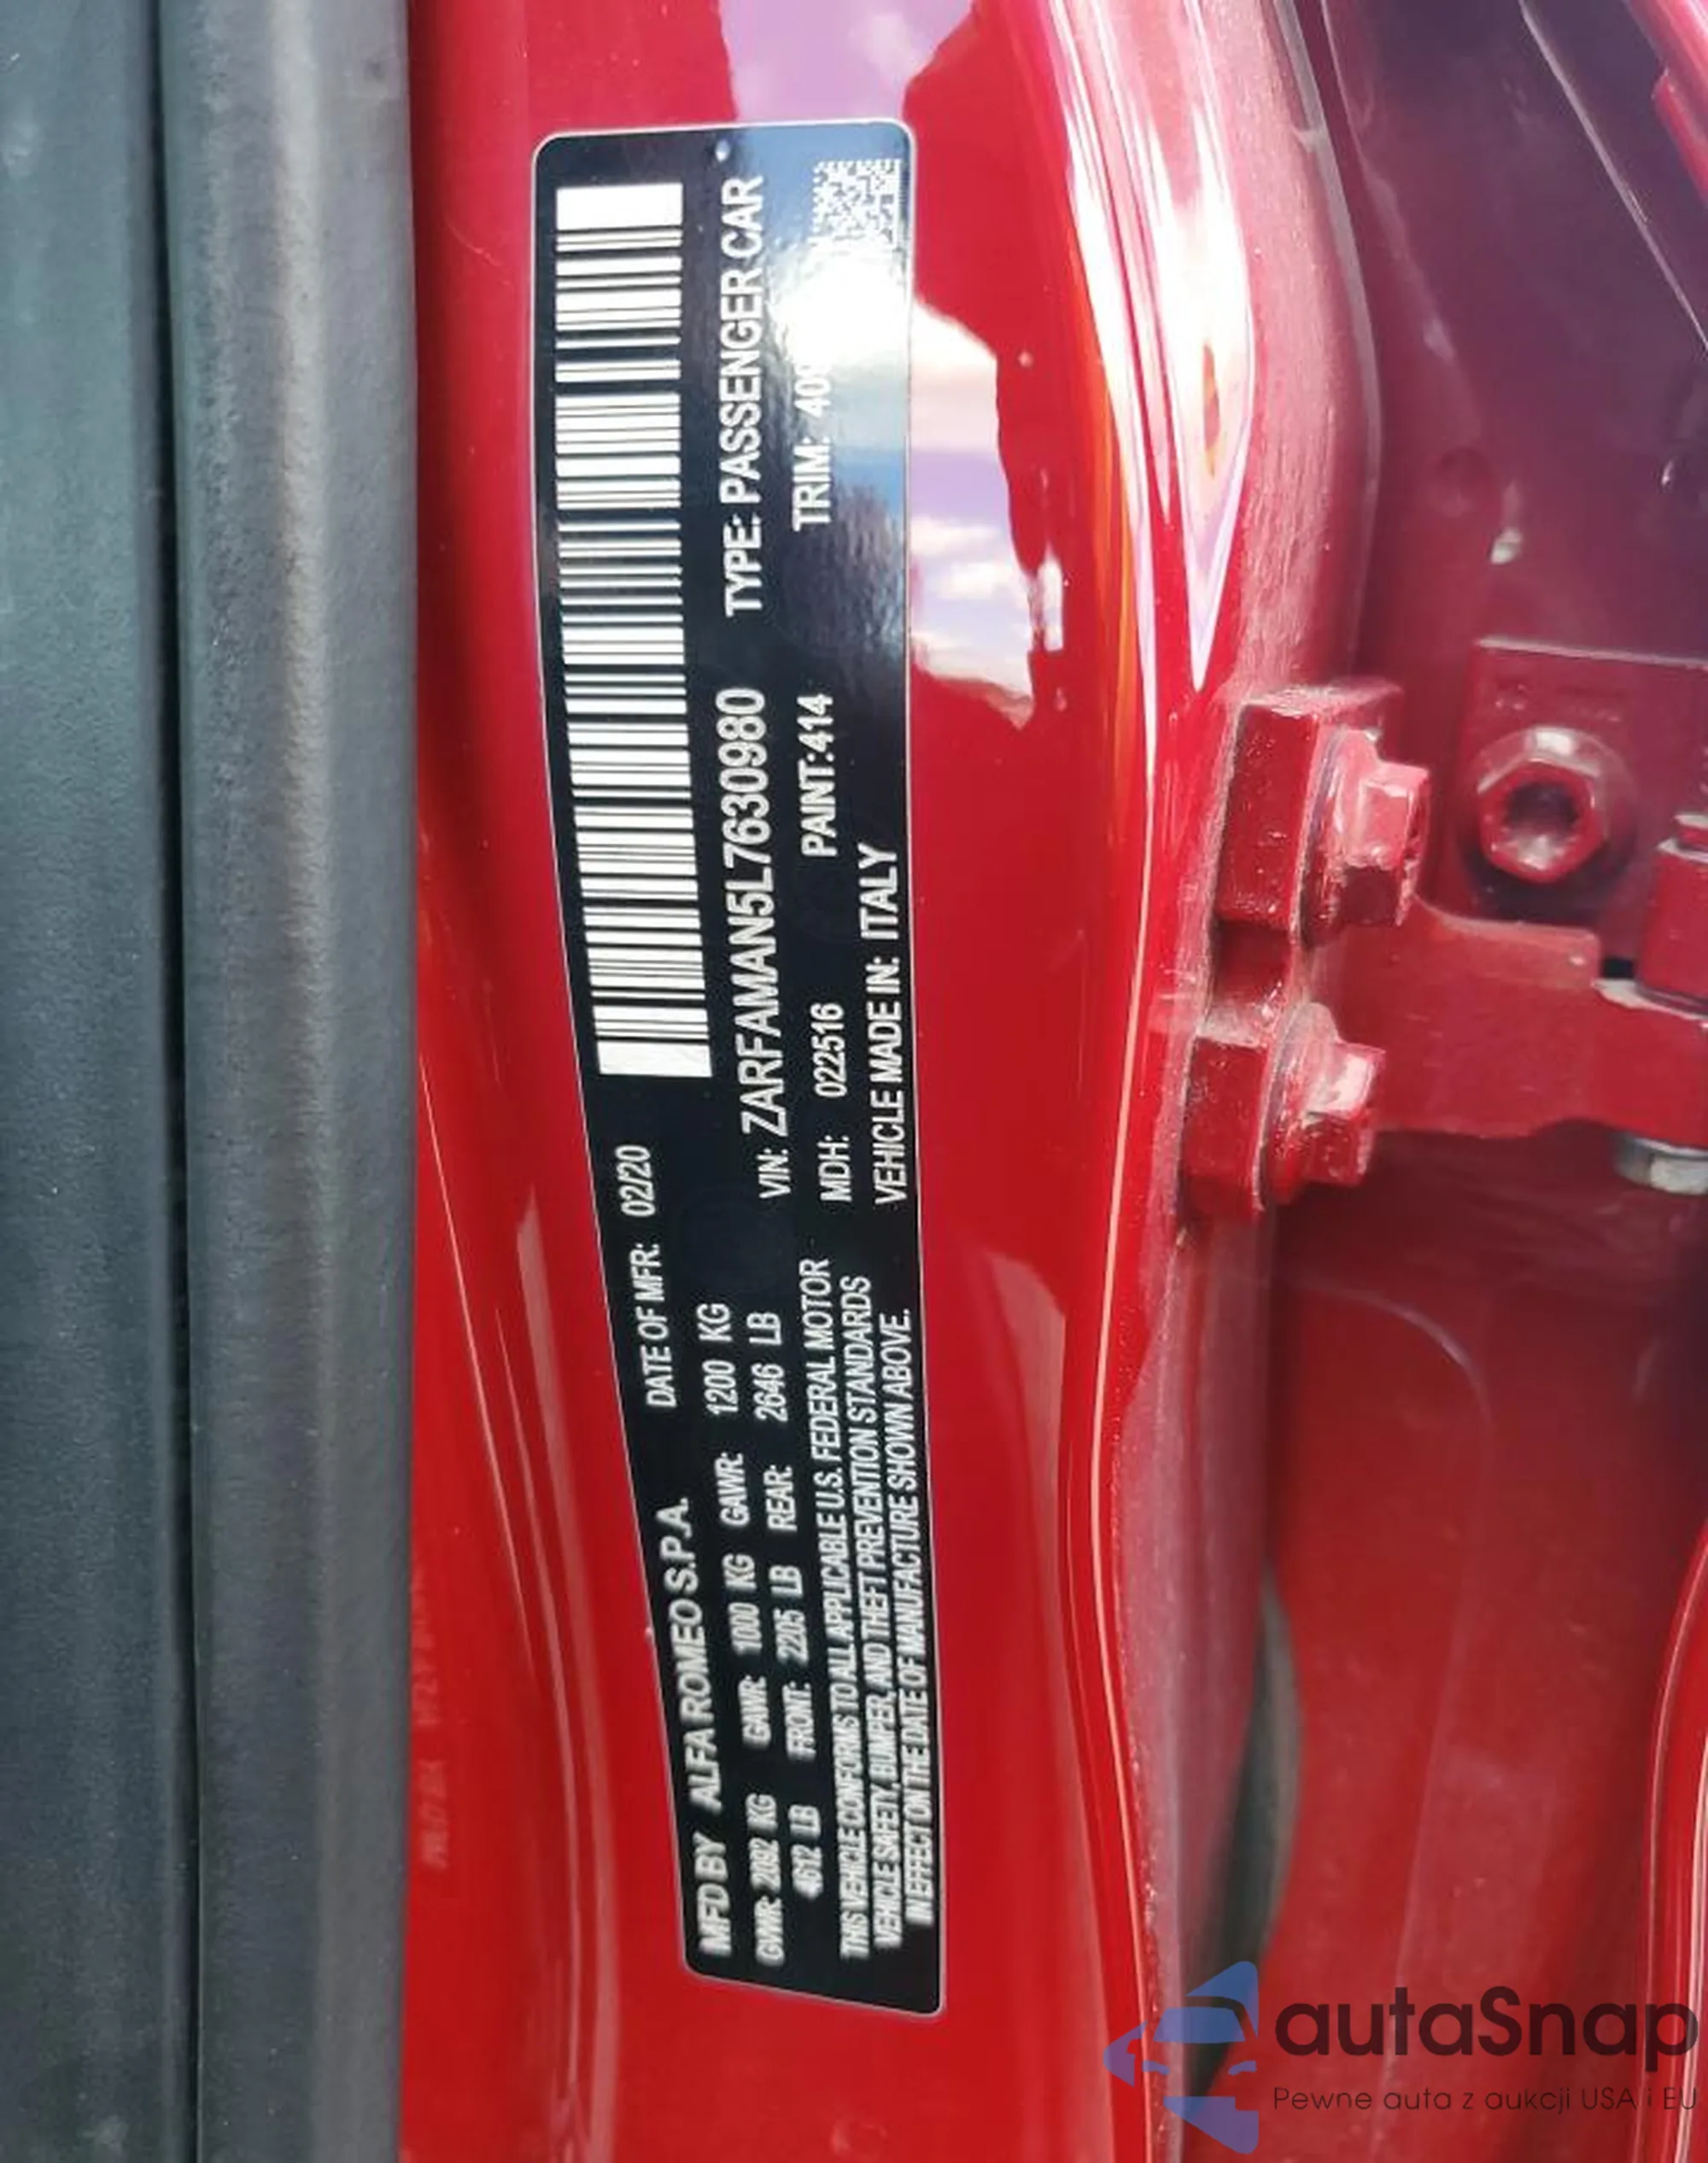 MFD BY ALFA ROMEO S.P.A. DATE OF MFR: 02/20
GVWR: 2092 KG GAWR: 1000 KG GAWR: 1200 KG
4612 LB FRONT: 2205 LB REAR: 2646 LB
THIS VEHICLE CONFORMS TO ALL APPLICABLE U.S. FEDERAL MOTOR
VEHICLE SAFETY, BUMPER, AND THEFT PREVENTION STANDARDS
IN EFFECT ON THE DATE OF MANUFACTURE SHOWN ABOVE.
VIN: ZARFAMAN5L7630980 TYPE: PASSENGER CAR
MDH: 022516 PAINT:414 TRIM:
VEHICLE MADE IN: ITALY
autaSnap
Pewne auta z aukcji USA i EU